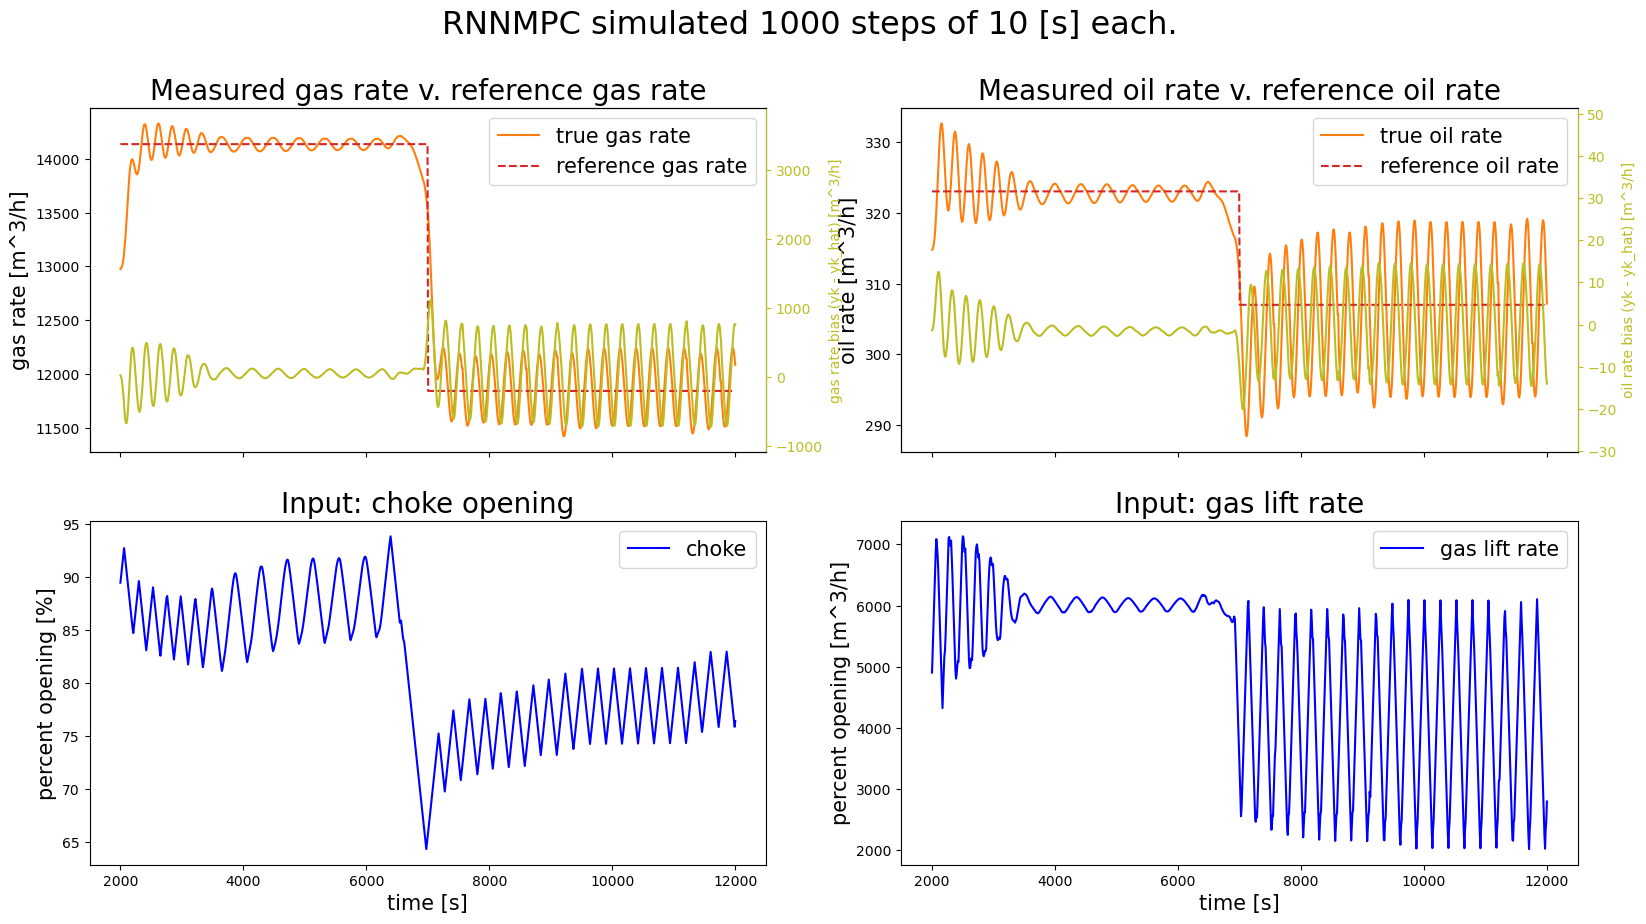 RNNMPC simulated 1000 steps of 10 [s] each.
Measured gas rate v. reference gas rate
true gas rate
reference gas rate
gas rate [m^3/h]
14000
13500
13000
12500
12000
11500
3000
2000
1000
0
−1000
gas rate bias (yk - yk_hat) [m^3/h]
Measured oil rate v. reference oil rate
true oil rate
reference oil rate
oil rate [m^3/h]
330
320
310
300
290
50
40
30
20
10
0
−10
−20
−30
oil rate bias (yk - yk_hat) [m^3/h]
Input: choke opening
choke
percent opening [%]
95
90
85
80
75
70
65
2000
4000
6000
8000
10000
12000
time [s]
Input: gas lift rate
gas lift rate
percent opening [m^3/h]
7000
6000
5000
4000
3000
2000
2000
4000
6000
8000
10000
12000
time [s]